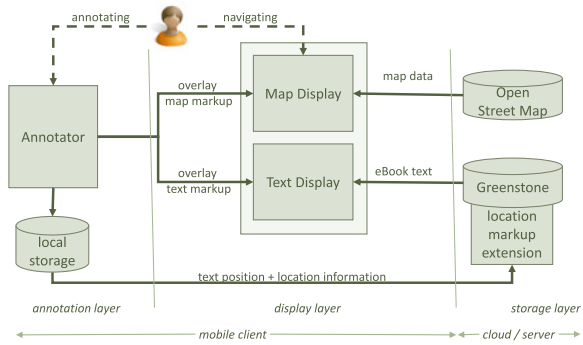 annotating
navigating
overlay
map markup
Map Display
map data
Open
Street Map
Annotator
overlay
text markup
Text Display
eBook text
Greenstone
location
markup
extension
local
storage
text position + location information
annotation layer
display layer
storage layer
mobile client
cloud / server